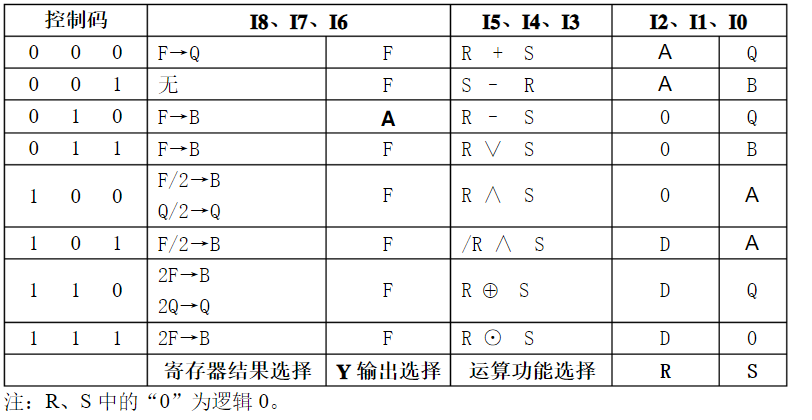 控制码 I8、I7、I6 I5、I4、I3 I2、I1、I0
0 0 0 F→Q F R + S A Q
0 0 1 无 F S - R A B
0 1 0 F→B A R - S 0 Q
0 1 1 F→B F R ∨ S 0 B
1 0 0 F/2→B Q/2→Q F R ∧ S 0 A
1 0 1 F/2→B F /R ∧ S D A
1 1 0 2F→B 2Q→Q F R ⊕ S D Q
1 1 1 2F→B F R ⊙ S D 0
寄存器结果选择 Y 输出选择 运算功能选择 R S
注：R、S 中的“0”为逻辑 0。